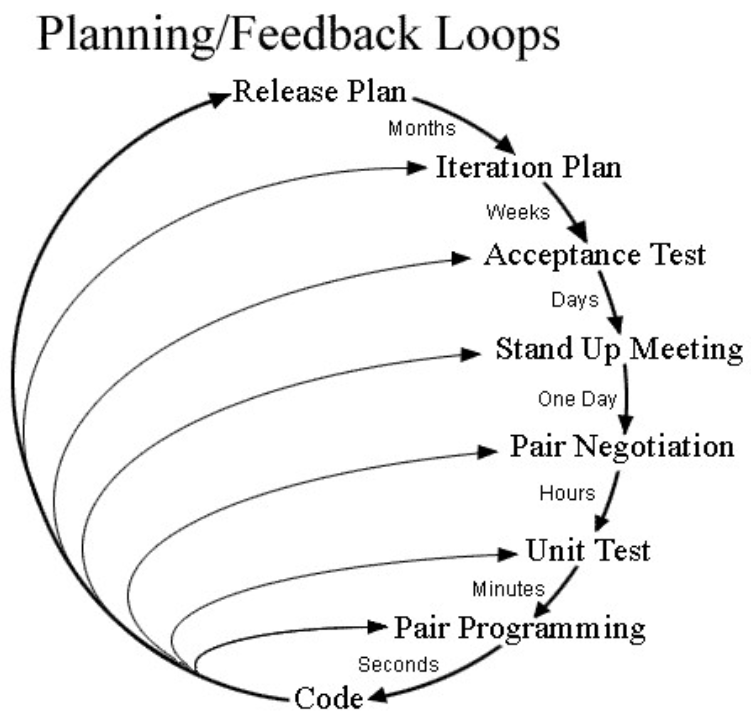 Planning/Feedback Loops
Release Plan
Months
Iteration Plan
Weeks
Acceptance Test
Days
Stand Up Meeting
One Day
Pair Negotiation
Hours
Unit Test
Minutes
Pair Programming
Seconds
Code